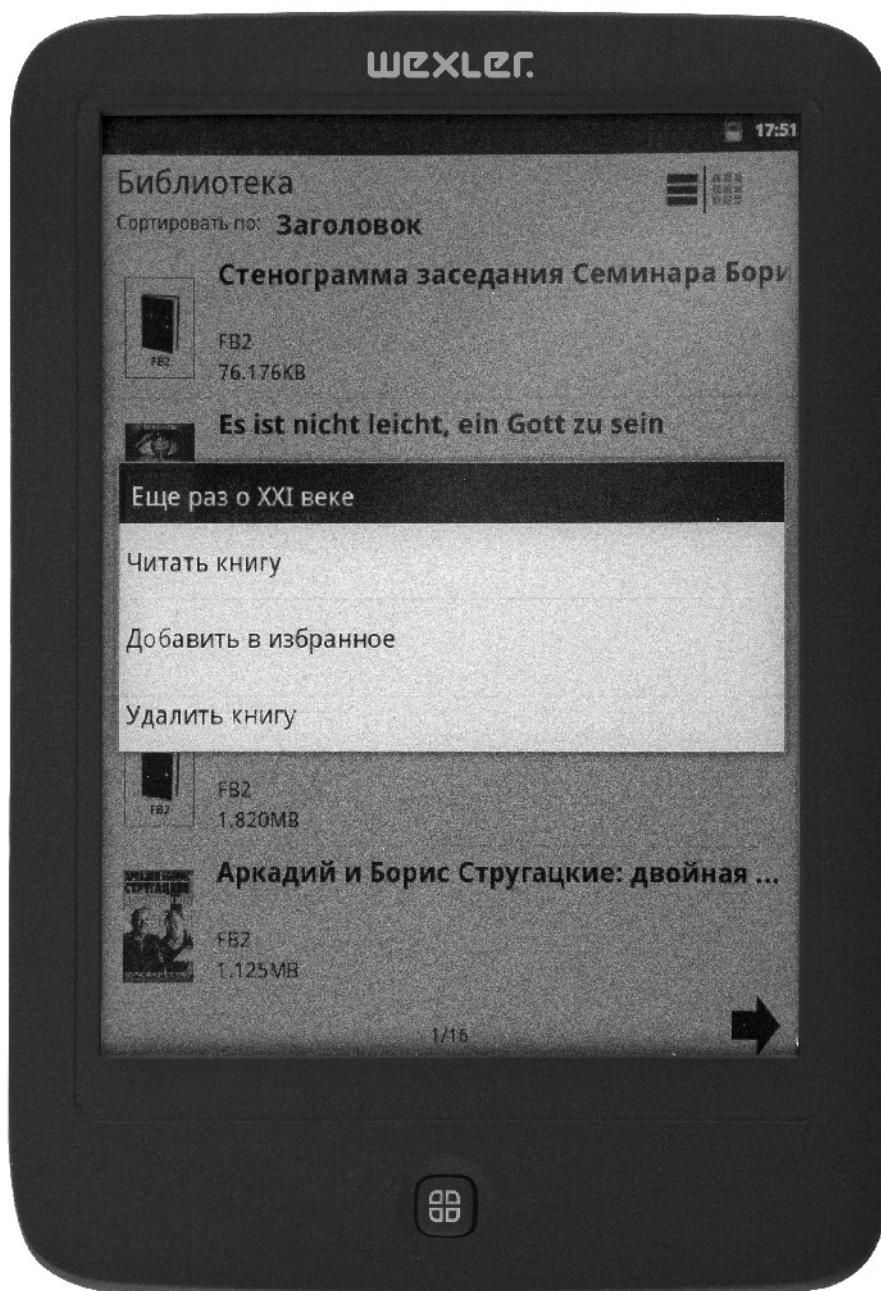 wexler.
17:51
Библиотека
Сортировать по: Заголовок
Стенограмма заседания Семинара Бори
FB2
FB2
76.176KB
Es ist nicht leicht, ein Gott zu sein
Еще раз о XXI веке
Читать книгу
Добавить в избранное
Удалить книгу
FB2
FB2
1.820MB
Аркадий и Борис Стругацкие: двойная ...
СТРУГАЦКИЕ
FB2
1.125MB
1/16